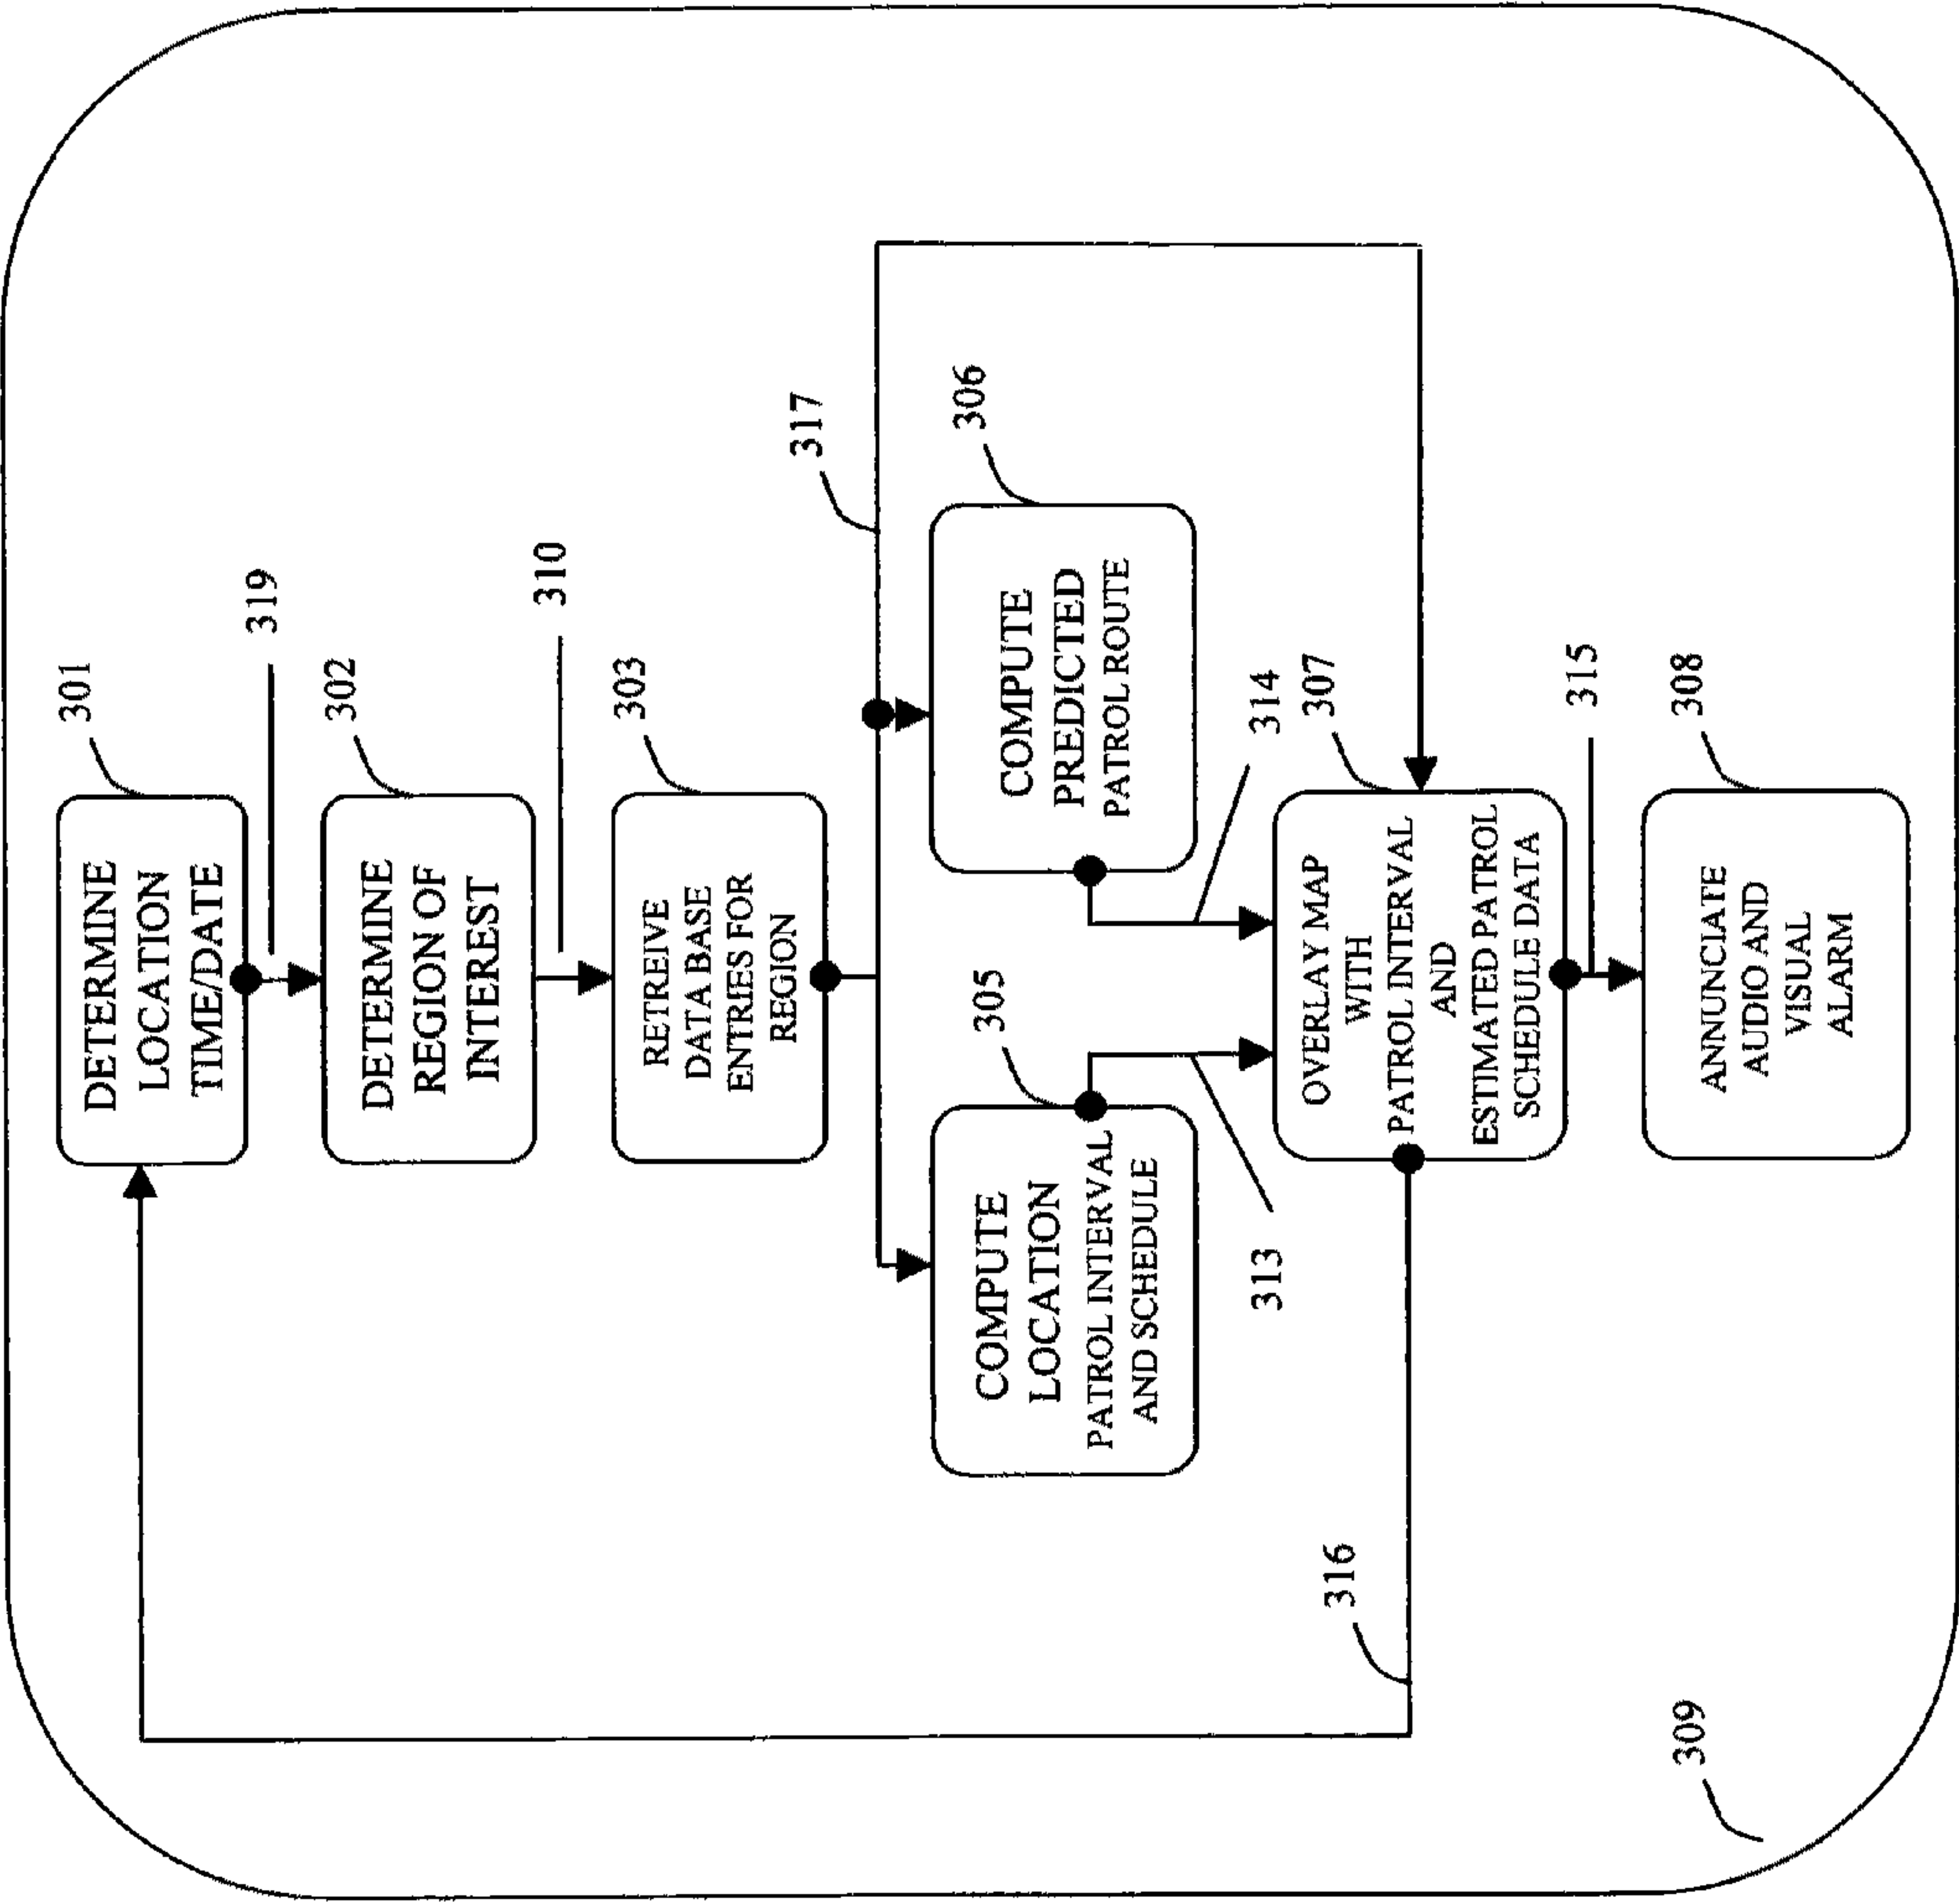 301
DETERMINE
LOCATION
TIME/DATE
319
302
DETERMINE
REGION OF
INTEREST
310
303
RETRIEVE
DATA BASE
ENTRIES FOR
REGION
317
305
COMPUTE
LOCATION
PATROL INTERVAL
AND SCHEDULE
306
COMPUTE
PREDICTED
PATROL ROUTE
313
314
307
OVERLAY MAP
WITH
PATROL INTERVAL
AND
ESTIMATED PATROL
SCHEDULE DATA
316
315
308
ANNUNCIATE
AUDIO AND
VISUAL
ALARM
309